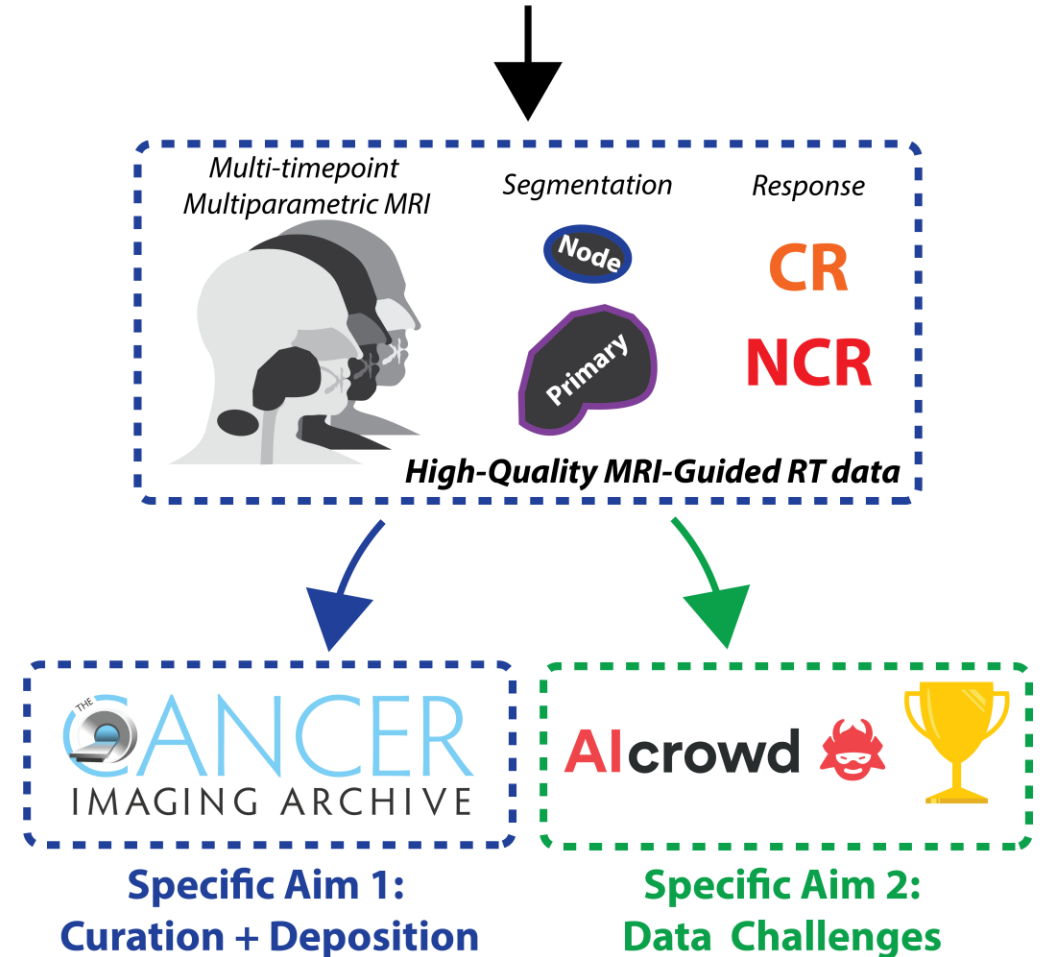 Multi-timepoint
Multiparametric MRI
Segmentation
Response
Node
Primary
CR
NCR
High-Quality MRI-Guided RT data
THE
CANCER
IMAGING ARCHIVE
AIcrowd
Specific Aim 1:
Curation + Deposition
Specific Aim 2:
Data Challenges